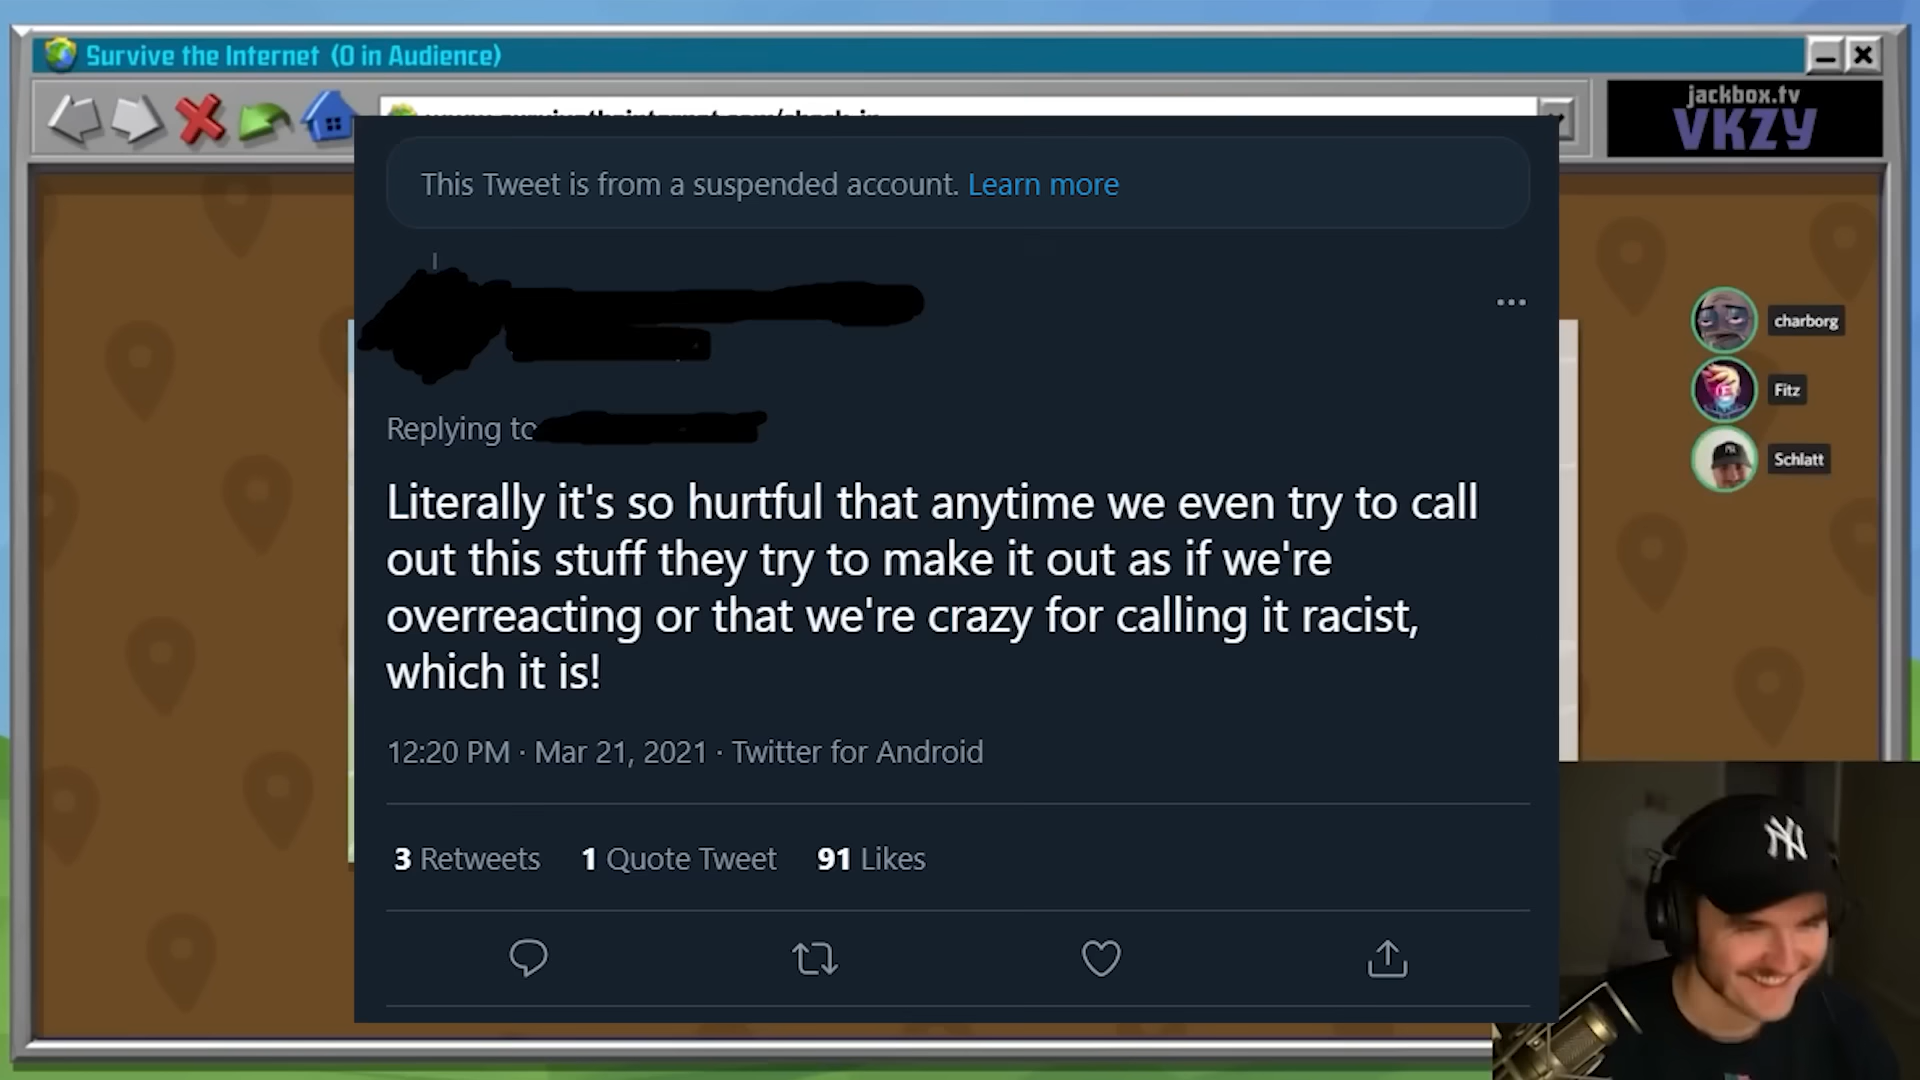 Survive the Internet (0 in Audience)
jackbox.tv
VKZY
This Tweet is from a suspended account. Learn more
Replying to
Literally it's so hurtful that anytime we even try to call
out this stuff they try to make it out as if we're
overreacting or that we're crazy for calling it racist,
which it is!
12:20 PM · Mar 21, 2021 · Twitter for Android
3 Retweets 1 Quote Tweet 91 Likes
charborg
Fitz
Schlatt
NY